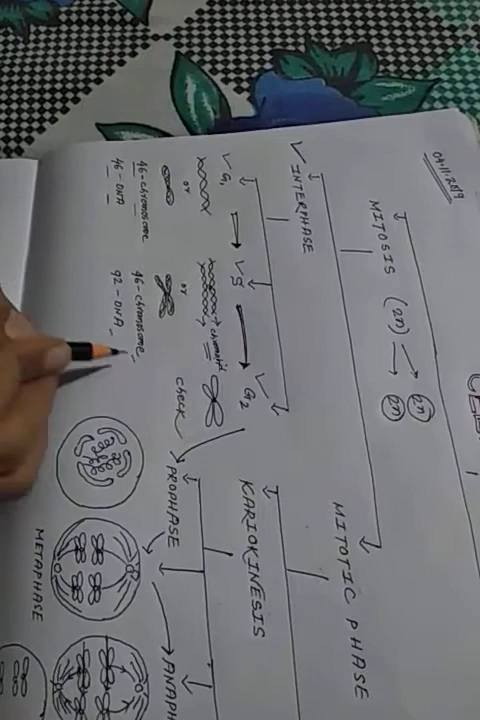 04.11.2019
MITOSIS (2n)
2n
2n
INTERPHASE
MITOTIC PHASE
G₁
S
G₂
KARIOKINESIS
or
or
check
46-chromosome
46-chromosome
46-DNA
92-DNA
PROPHASE
METAPHASE
ANAPH